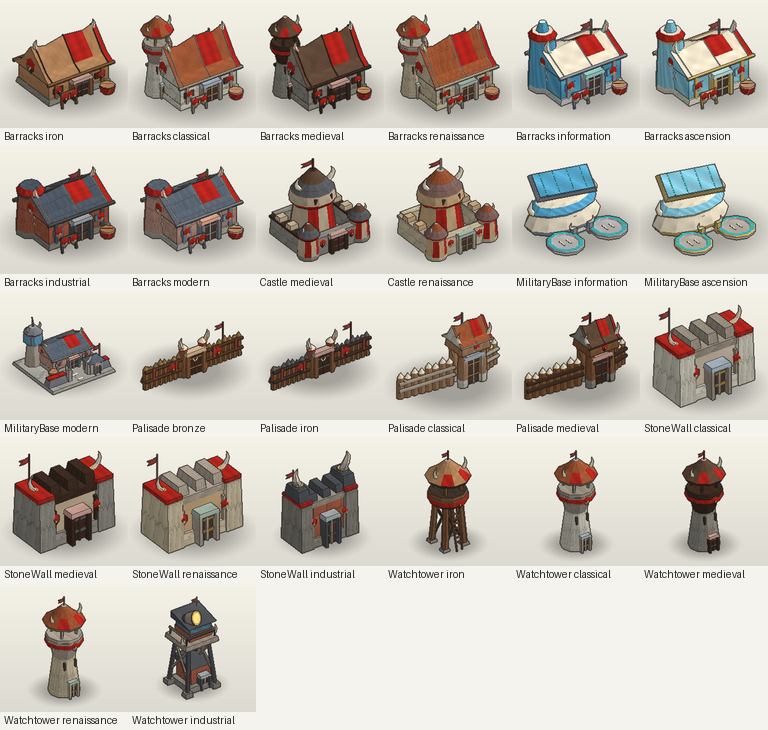 Barracks iron
Barracks classical
Barracks medieval
Barracks renaissance
Barracks information
Barracks ascension
Barracks industrial
Barracks modern
Castle medieval
Castle renaissance
MilitaryBase information
MilitaryBase ascension
MilitaryBase modern
Palisade bronze
Palisade iron
Palisade classical
Palisade medieval
StoneWall classical
StoneWall medieval
StoneWall renaissance
StoneWall industrial
Watchtower iron
Watchtower classical
Watchtower medieval
Watchtower renaissance
Watchtower industrial